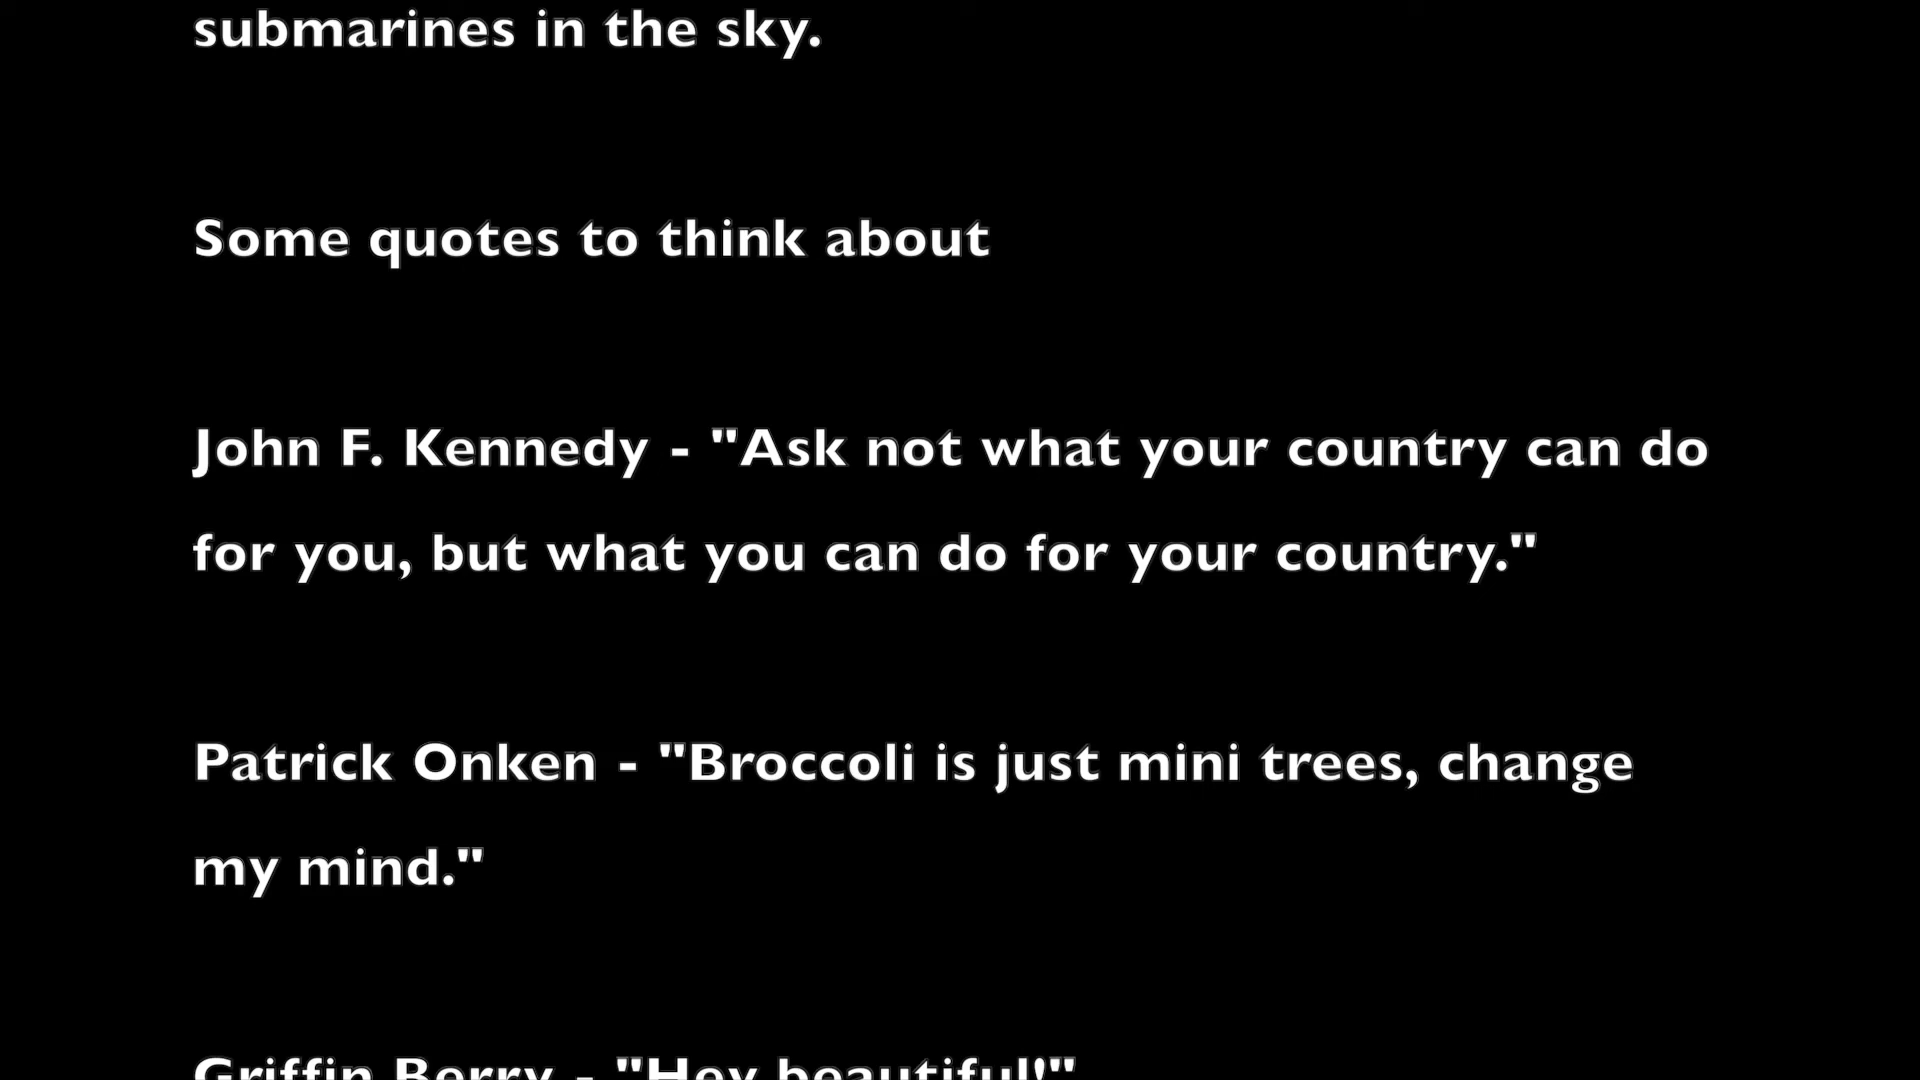 submarines in the sky.
Some quotes to think about
John F. Kennedy - "Ask not what your country can do
for you, but what you can do for your country."
Patrick Onken - "Broccoli is just mini trees, change
my mind."
Griffin Berry - "Hey beautiful!"